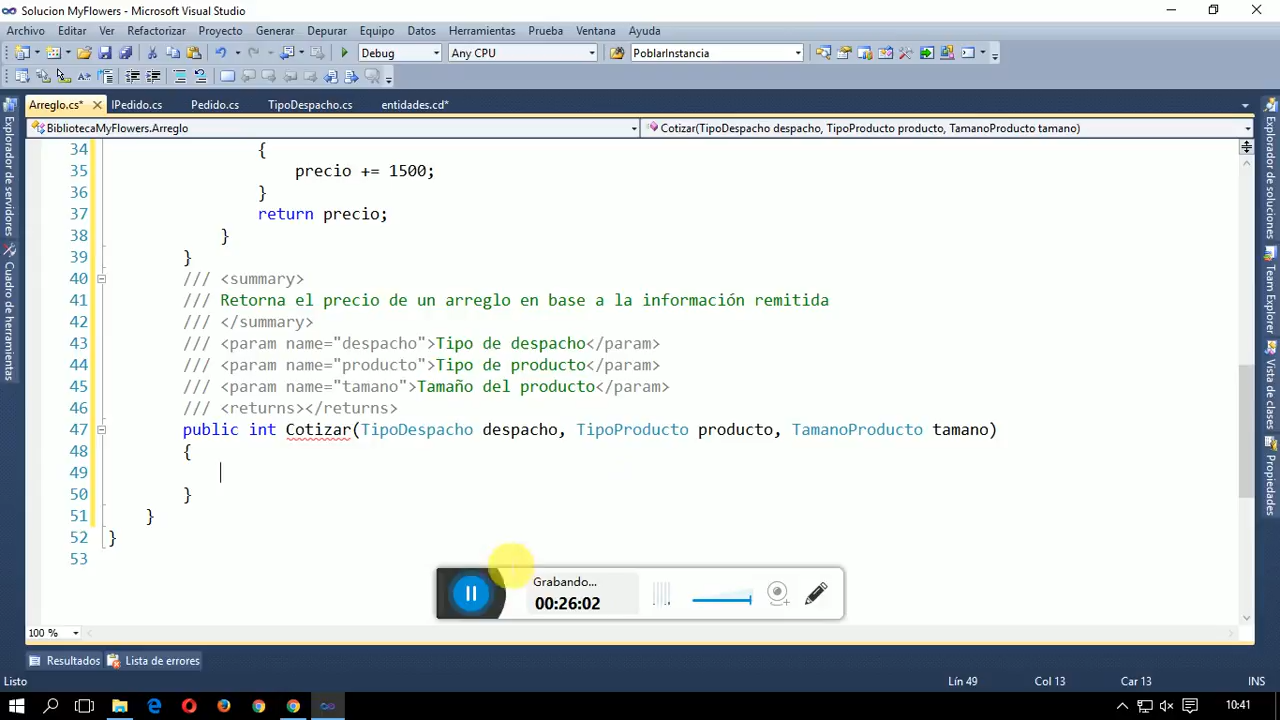 Solucion MyFlowers - Microsoft Visual Studio
Archivo Editar Ver Refactorizar Proyecto Generar Depurar Equipo Datos Herramientas Prueba Ventana Ayuda
Debug Any CPU PoblarInstancia
Arreglo.cs* IPedido.cs Pedido.cs TipoDespacho.cs entidades.cd*
BibliotecaMyFlowers.Arreglo Cotizar(TipoDespacho despacho, TipoProducto producto, TamanoProducto tamano)
34 {
35 precio += 1500;
36 }
37 return precio;
38 }
39 }
40 /// <summary>
41 /// Retorna el precio de un arreglo en base a la información remitida
42 /// </summary>
43 /// <param name="despacho">Tipo de despacho</param>
44 /// <param name="producto">Tipo de producto</param>
45 /// <param name="tamano">Tamaño del producto</param>
46 /// <returns></returns>
47 public int Cotizar(TipoDespacho despacho, TipoProducto producto, TamanoProducto tamano)
48 {
49
50 }
51 }
52 }
53
Explorador de servidores
Cuadro de herramientas
Explorador de soluciones
Team Explorer
Vista de clases
Propiedades
Grabando...
00:26:02
100 %
Resultados Lista de errores
Listo Lín 49 Col 13 Car 13 INS
10:41